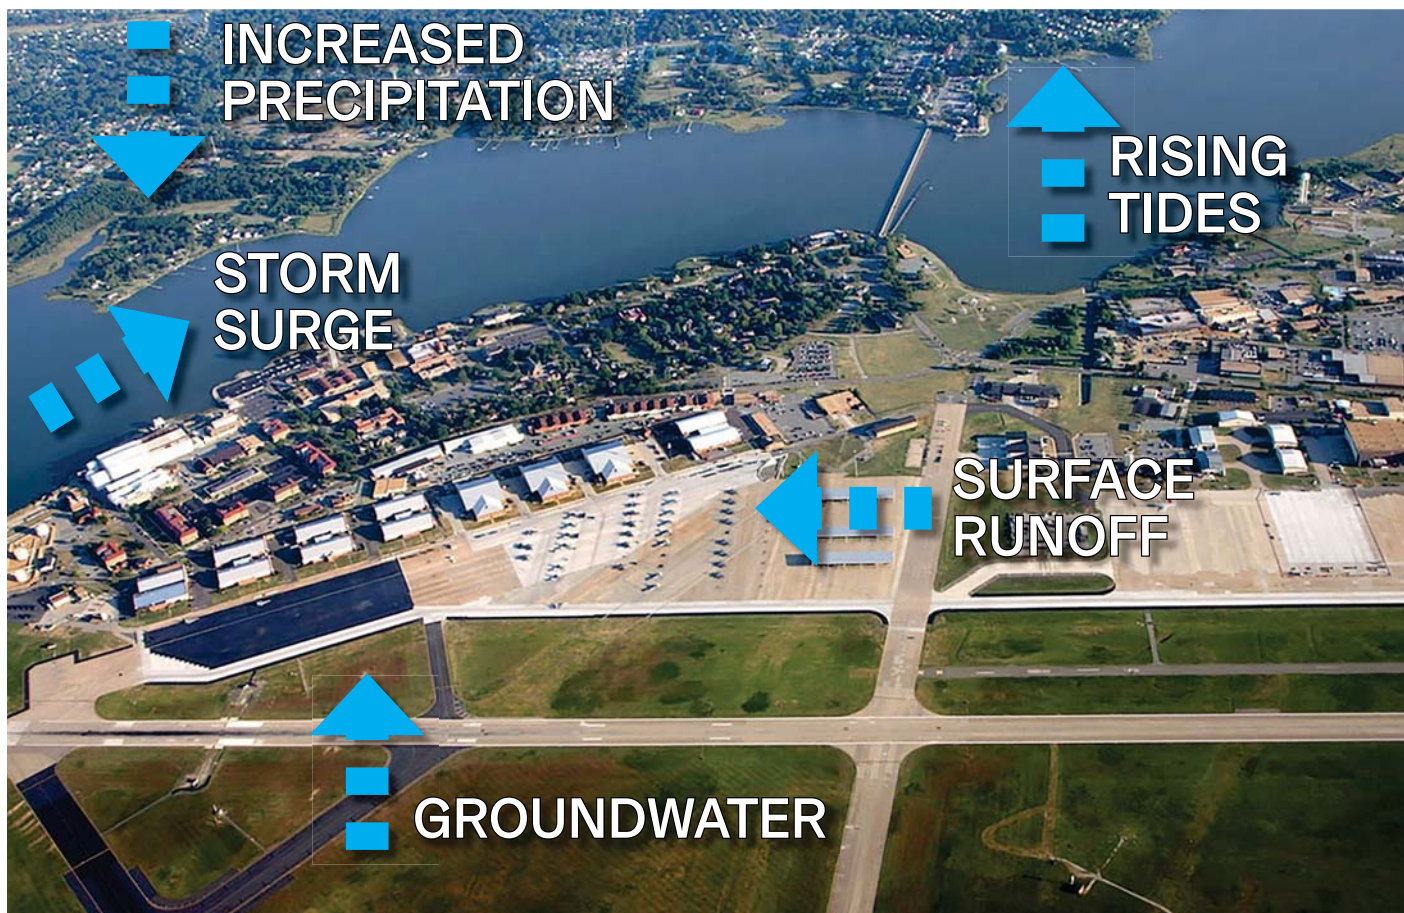 INCREASED
PRECIPITATION
RISING
TIDES
STORM
SURGE
SURFACE
RUNOFF
GROUNDWATER